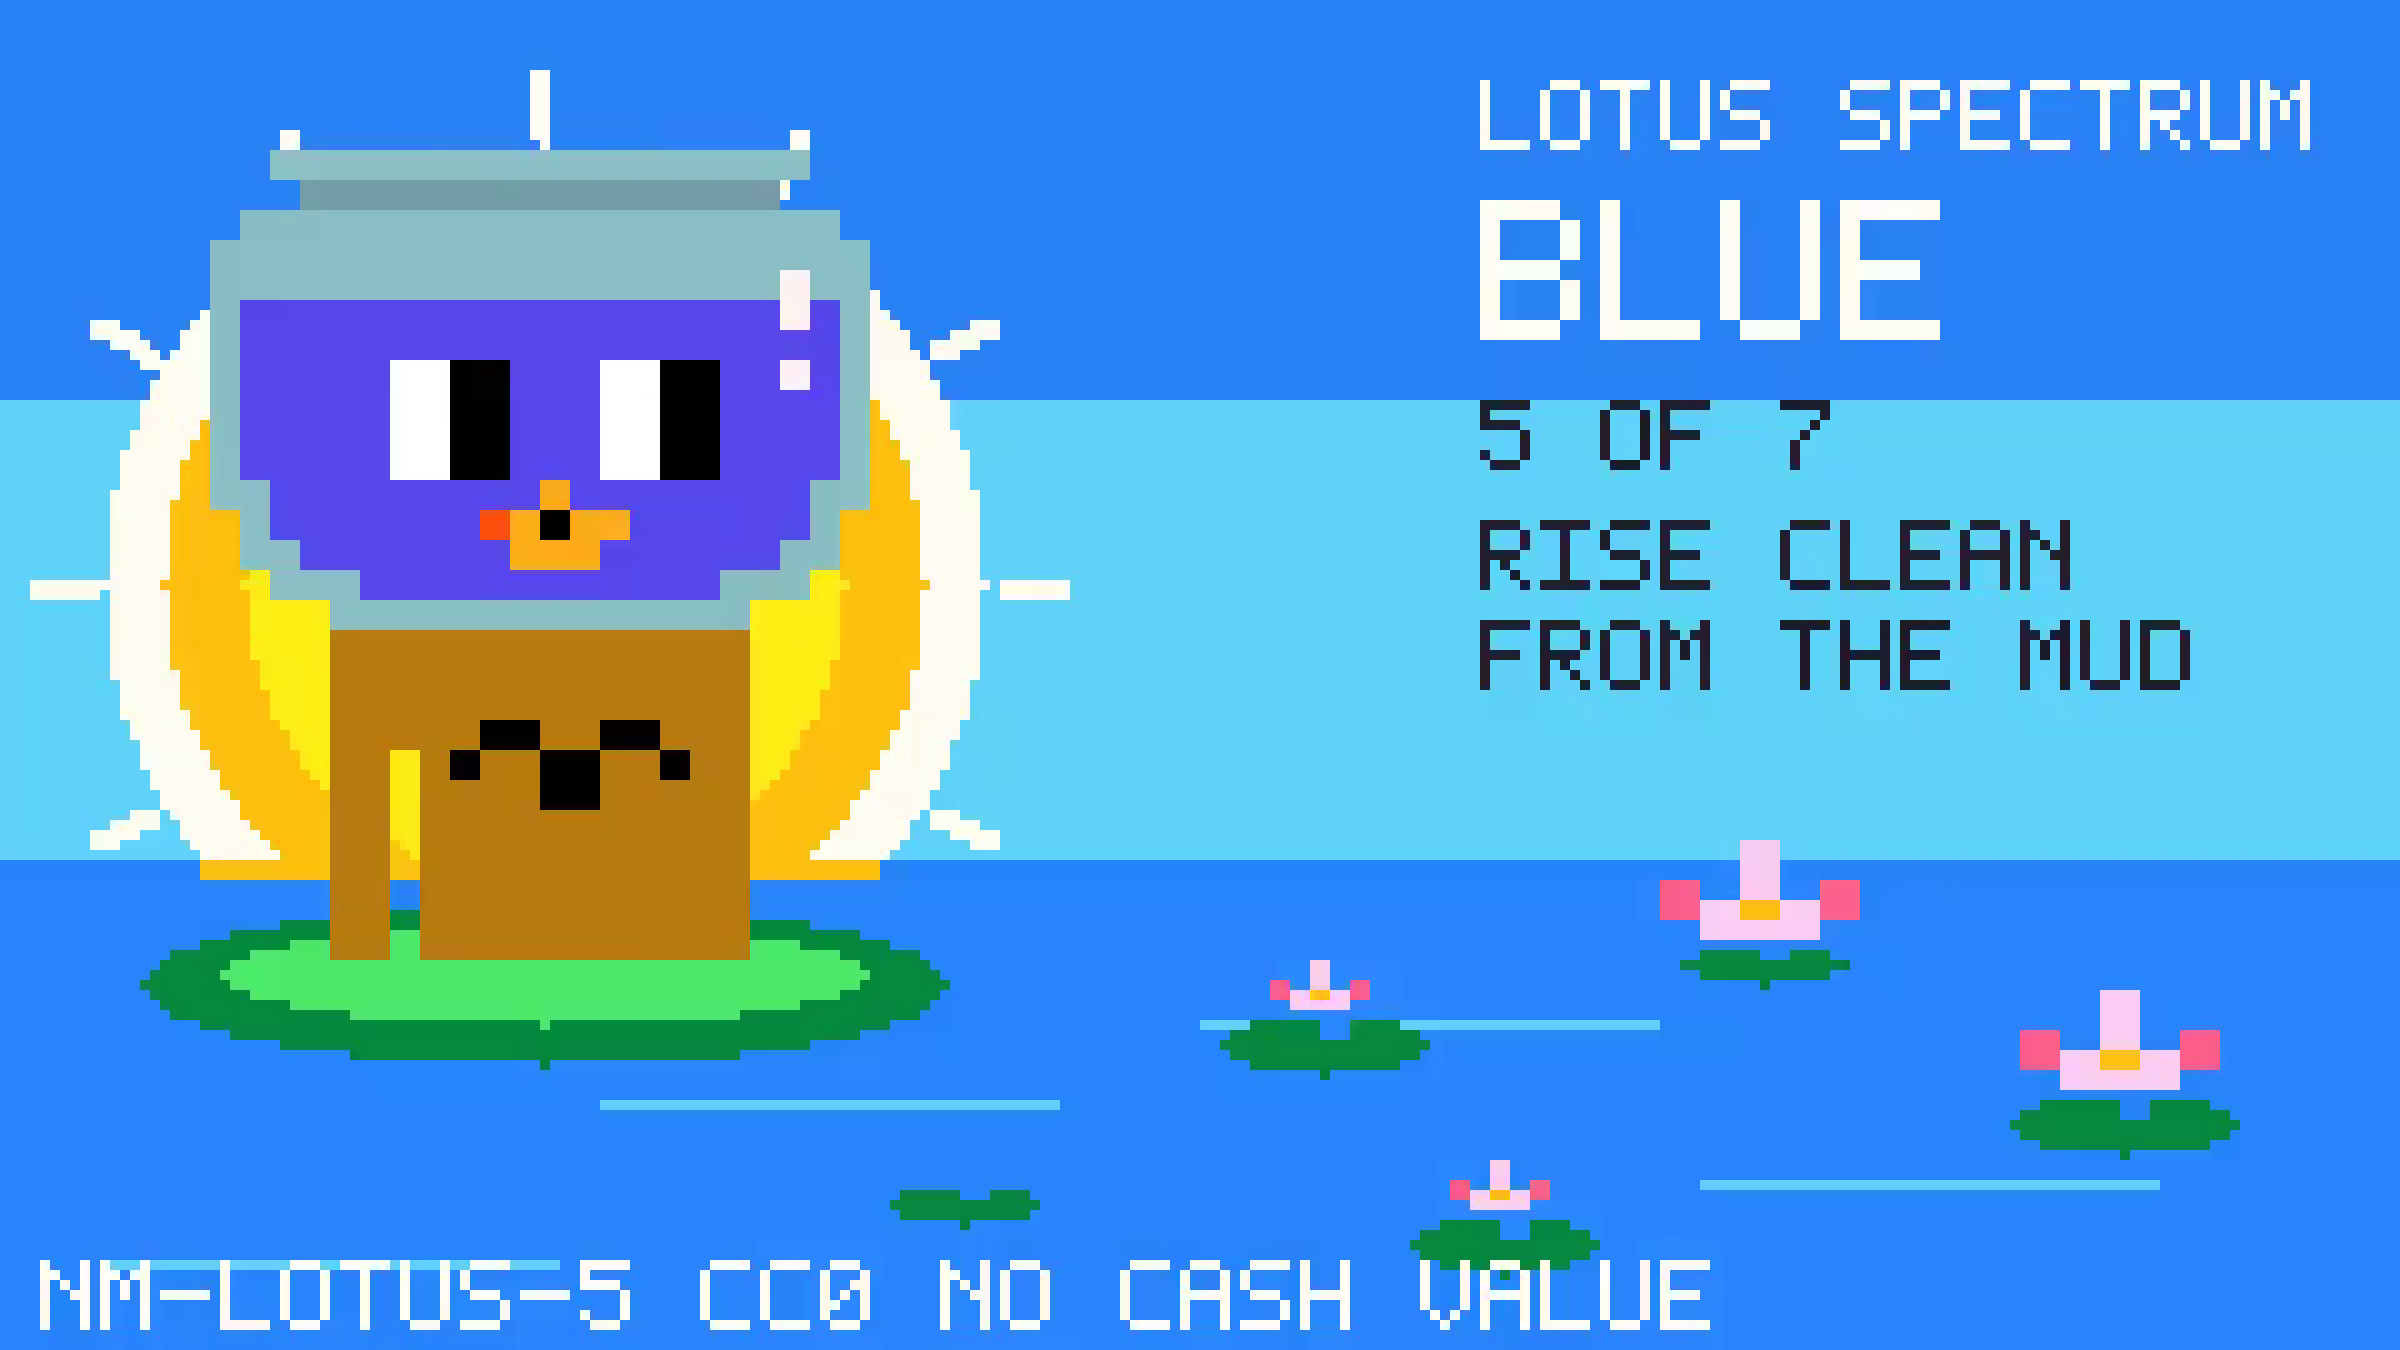 LOTUS SPECTRUM
BLUE
5 OF 7
RISE CLEAN
FROM THE MUD
NM-LOTUS-5 CC0 NO CASH VALUE